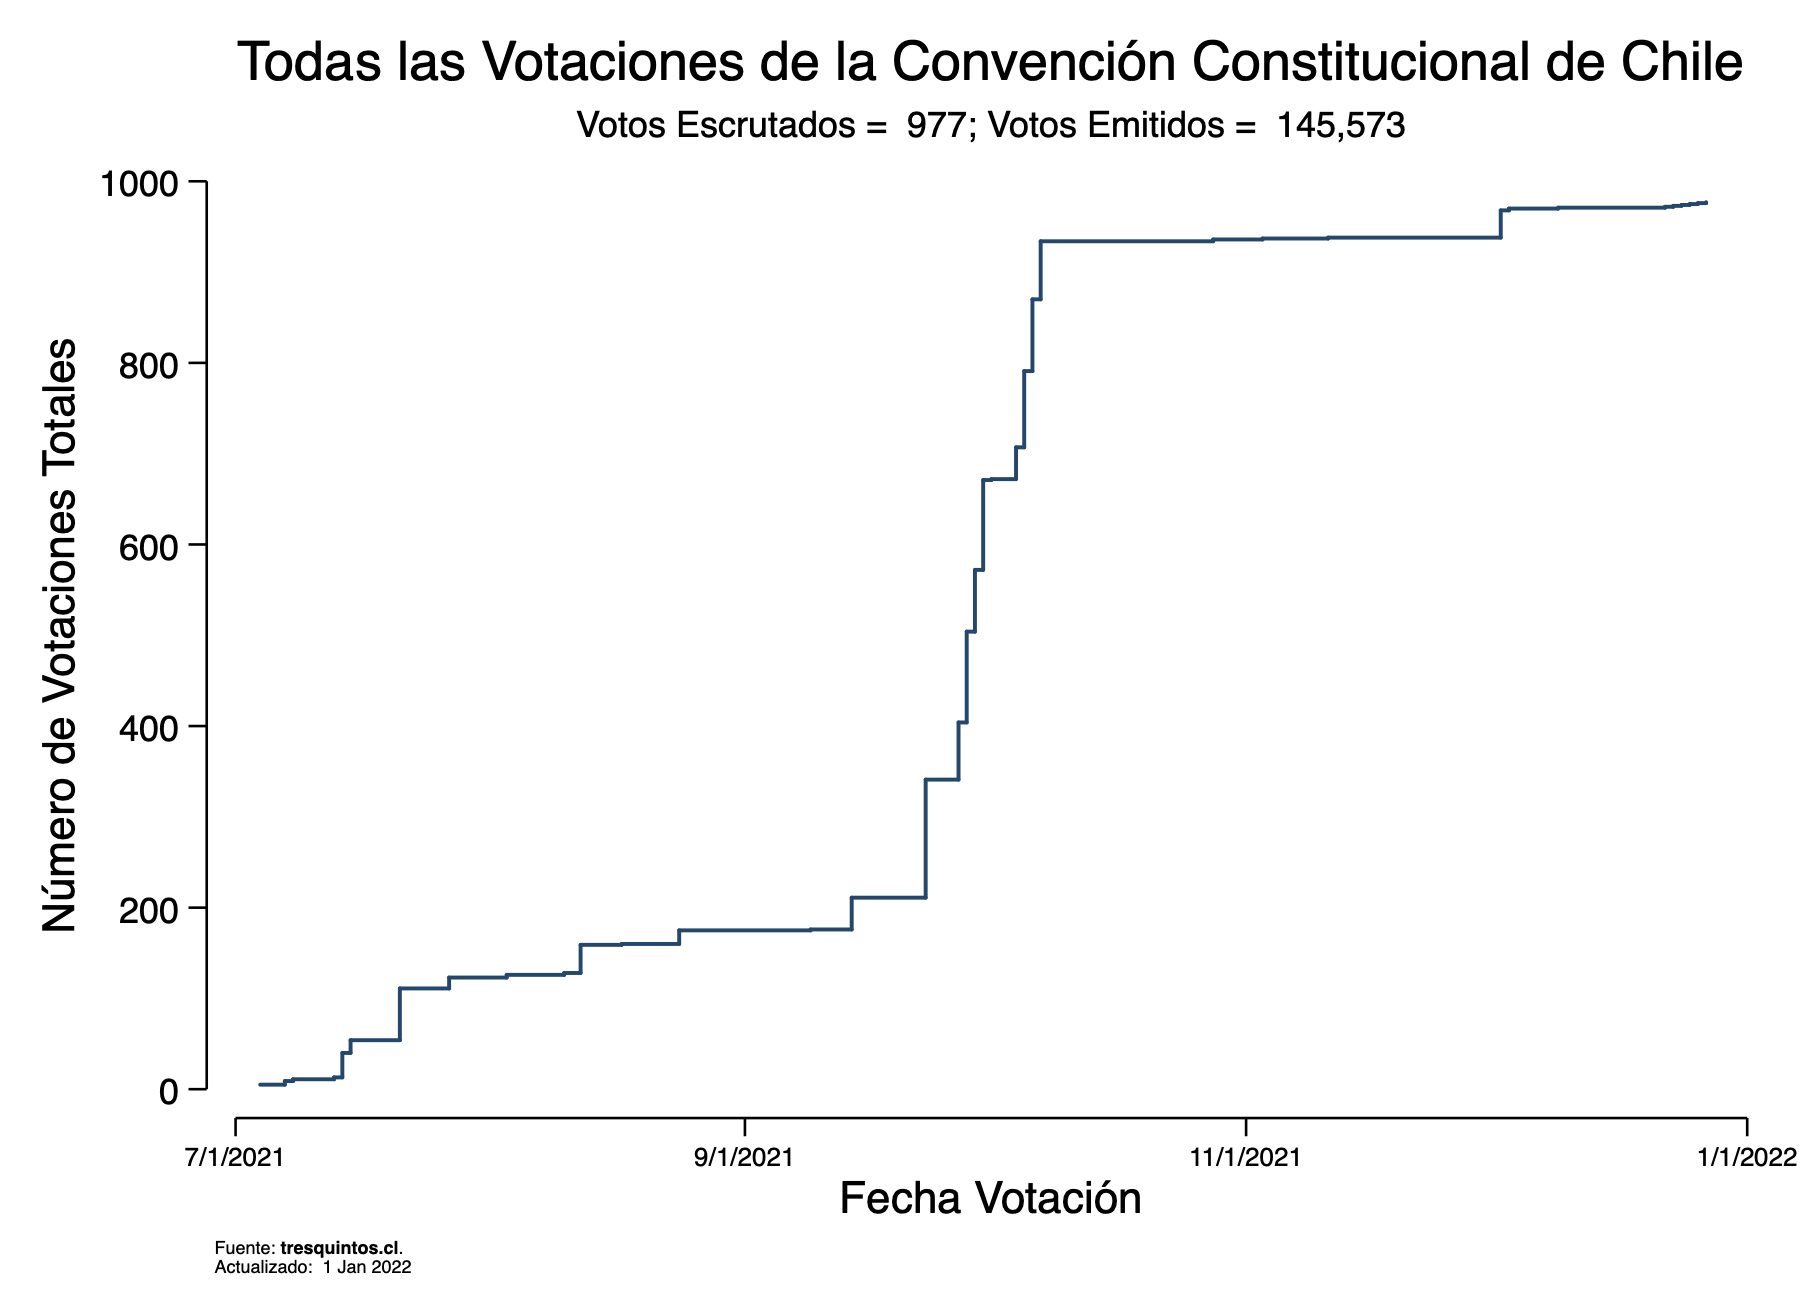 Todas las Votaciones de la Convención Constitucional de Chile
Votos Escrutados =  977; Votos Emitidos =  145,573
Número de Votaciones Totales
1000
800
600
400
200
0
7/1/2021
9/1/2021
11/1/2021
1/1/2022
Fecha Votación
Fuente: tresquintos.cl.
Actualizado:  1 Jan 2022